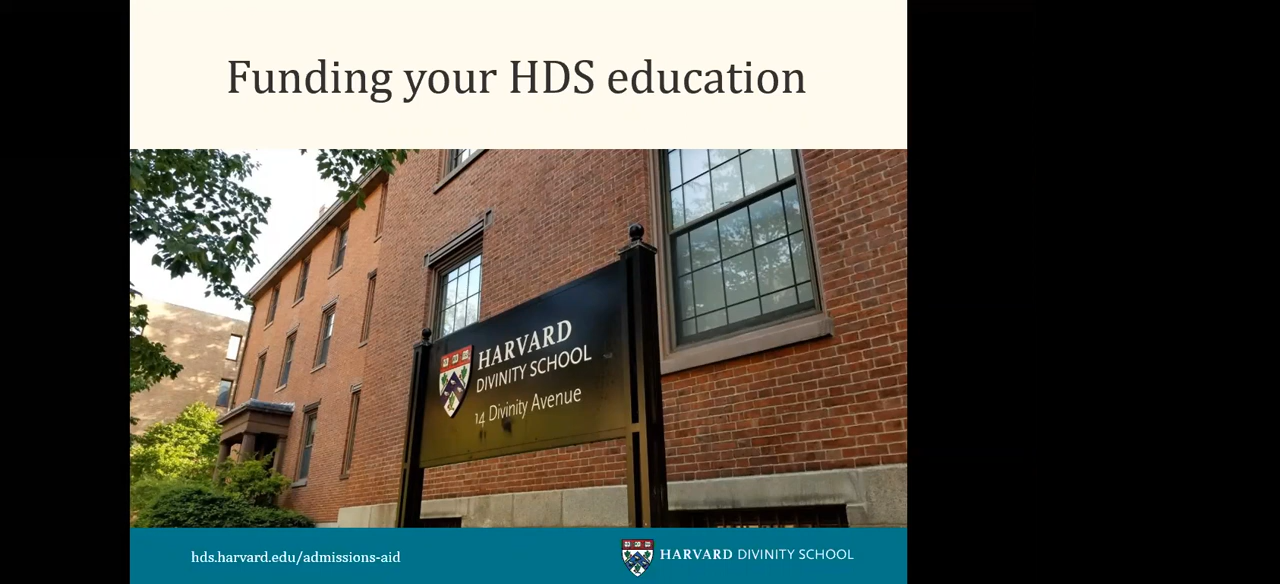 Funding your HDS education
HARVARD
DIVINITY SCHOOL
14 Divinity Avenue
hds.harvard.edu/admissions-aid
HARVARD DIVINITY SCHOOL